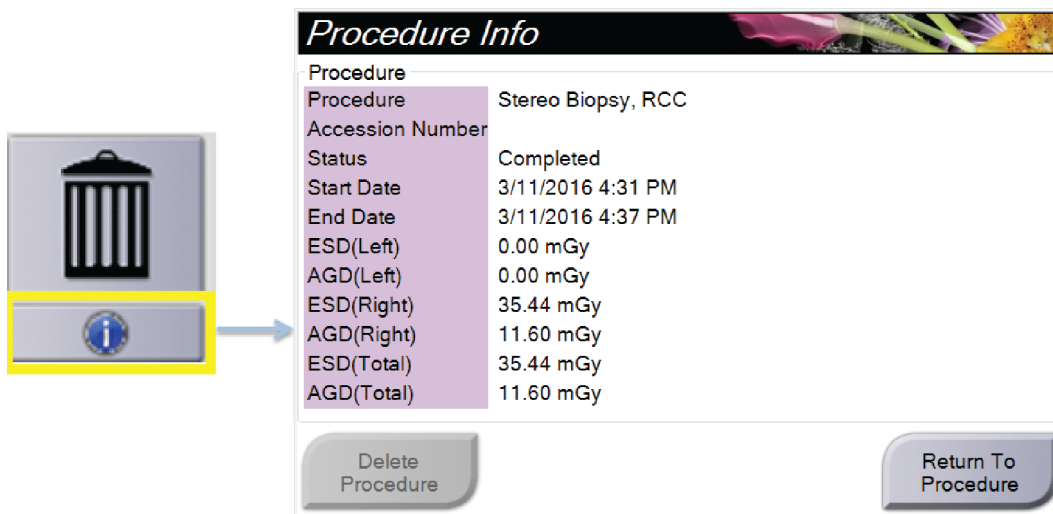 Procedure Info
Procedure
Procedure Stereo Biopsy, RCC
Accession Number
Status Completed
Start Date 3/11/2016 4:31 PM
End Date 3/11/2016 4:37 PM
ESD(Left) 0.00 mGy
AGD(Left) 0.00 mGy
ESD(Right) 35.44 mGy
AGD(Right) 11.60 mGy
ESD(Total) 35.44 mGy
AGD(Total) 11.60 mGy
Delete
Procedure
Return To
Procedure